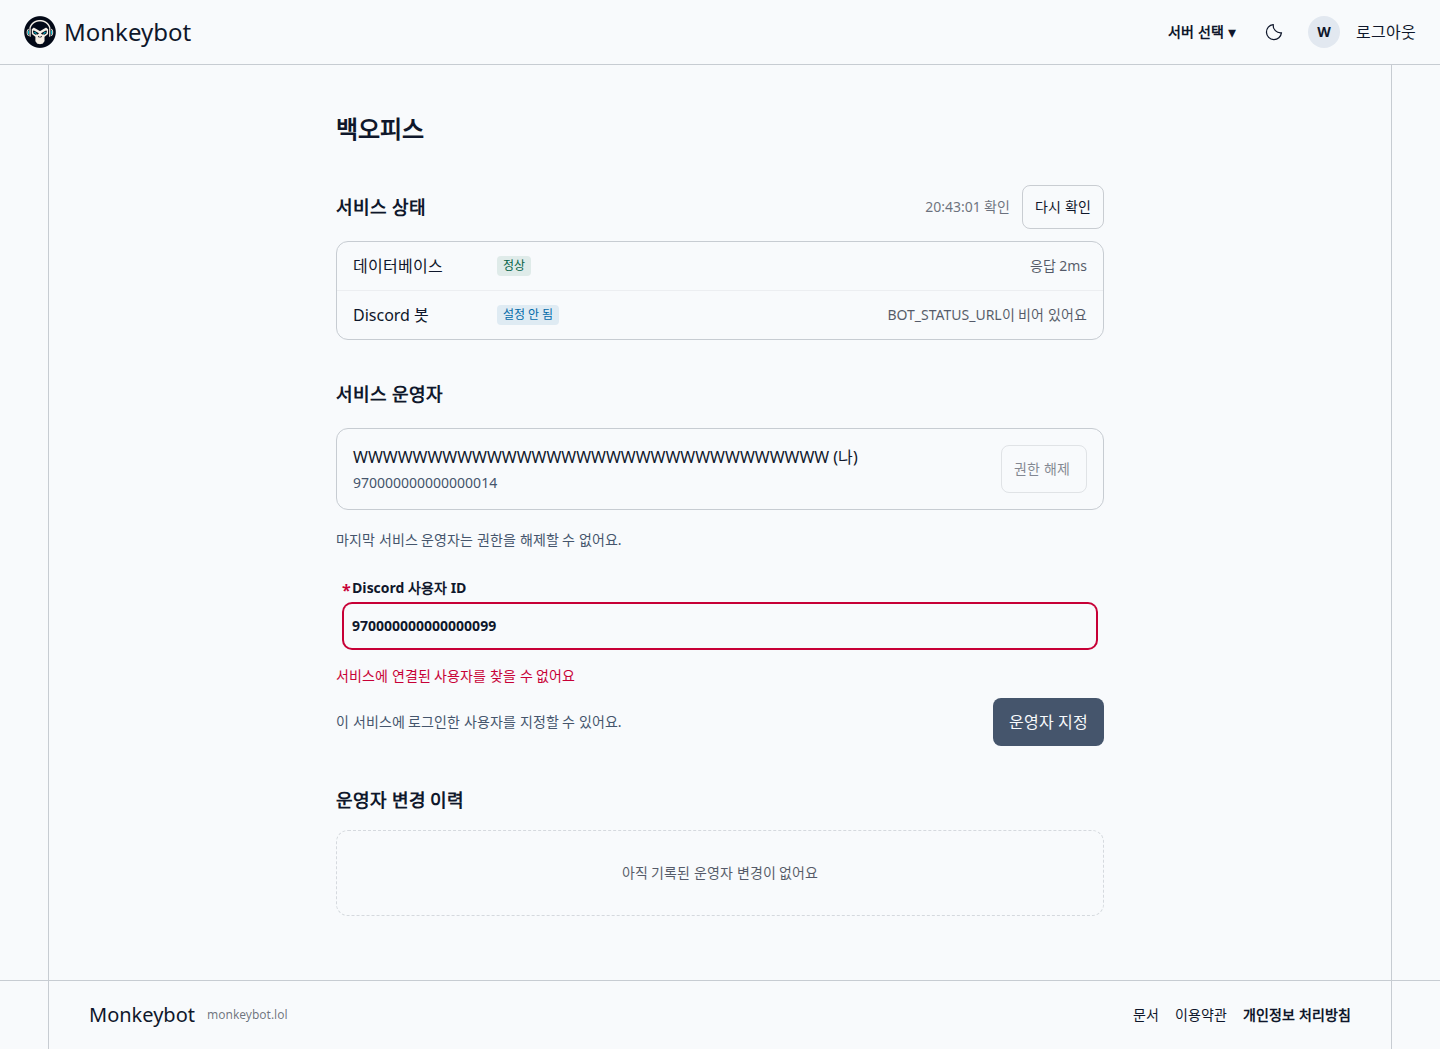 Monkeybot
서버 선택 ▾
W
로그아웃
백오피스
서비스 상태
20:43:01 확인
다시 확인
데이터베이스
정상
응답 2ms
Discord 봇
설정 안 됨
BOT_STATUS_URL이 비어 있어요
서비스 운영자
WWWWWWWWWWWWWWWWWWWWWWWWWWWWWWWW (나)
970000000000000014
권한 해제
마지막 서비스 운영자는 권한을 해제할 수 없어요.
*Discord 사용자 ID
970000000000000099
서비스에 연결된 사용자를 찾을 수 없어요
이 서비스에 로그인한 사용자를 지정할 수 있어요.
운영자 지정
운영자 변경 이력
아직 기록된 운영자 변경이 없어요
Monkeybot
monkeybot.lol
문서
이용약관
개인정보 처리방침